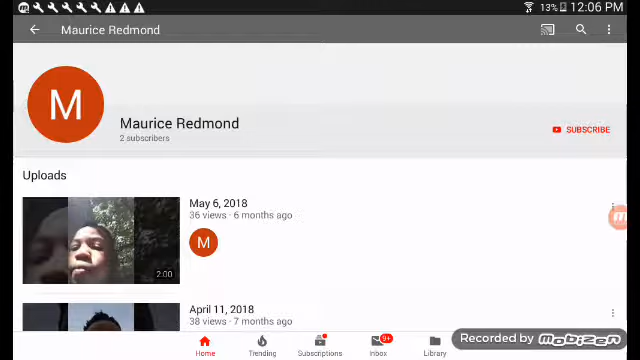 13% 12:06 PM
Maurice Redmond
M
Maurice Redmond
2 subscribers
SUBSCRIBE
Uploads
May 6, 2018
36 views · 6 months ago
M
2:00
April 11, 2018
38 views · 7 months ago
9+
Home Trending Subscriptions Inbox Library
Recorded by MOBIZEN